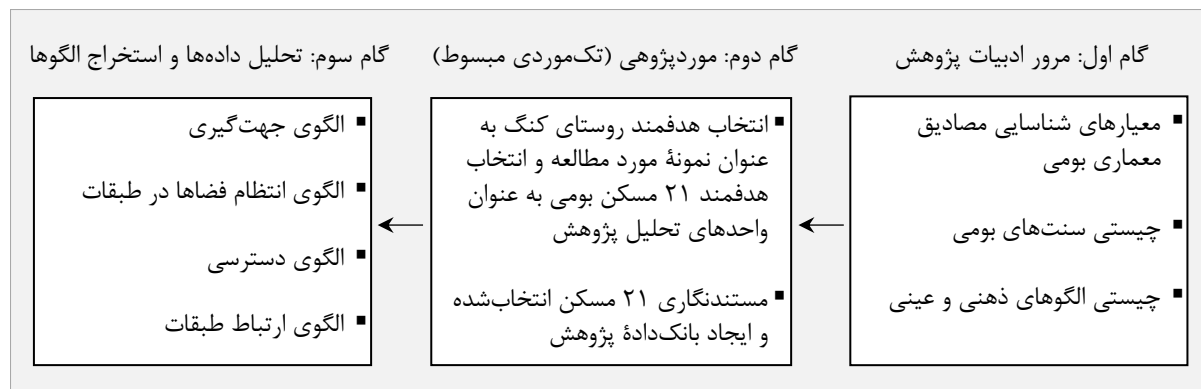 گام اول: مرور ادبیات پژوهش
معیارهای شناسایی مصادیق
معماری بومی
چیستی سنت‌های بومی
چیستی الگوهای ذهنی و عینی
گام دوم: موردپژوهی (تک‌موردی مبسوط)
انتخاب هدفمند روستای کنگ به
عنوان نمونهٔ مورد مطالعه و انتخاب
هدفمند ۲۱ مسکن بومی به عنوان
واحدهای تحلیل پژوهش
مستندنگاری ۲۱ مسکن انتخاب‌شده
و ایجاد بانک‌دادهٔ پژوهش
گام سوم: تحلیل داده‌ها و استخراج الگوها
الگوی جهت‌گیری
الگوی انتظام فضاها در طبقات
الگوی دسترسی
الگوی ارتباط طبقات